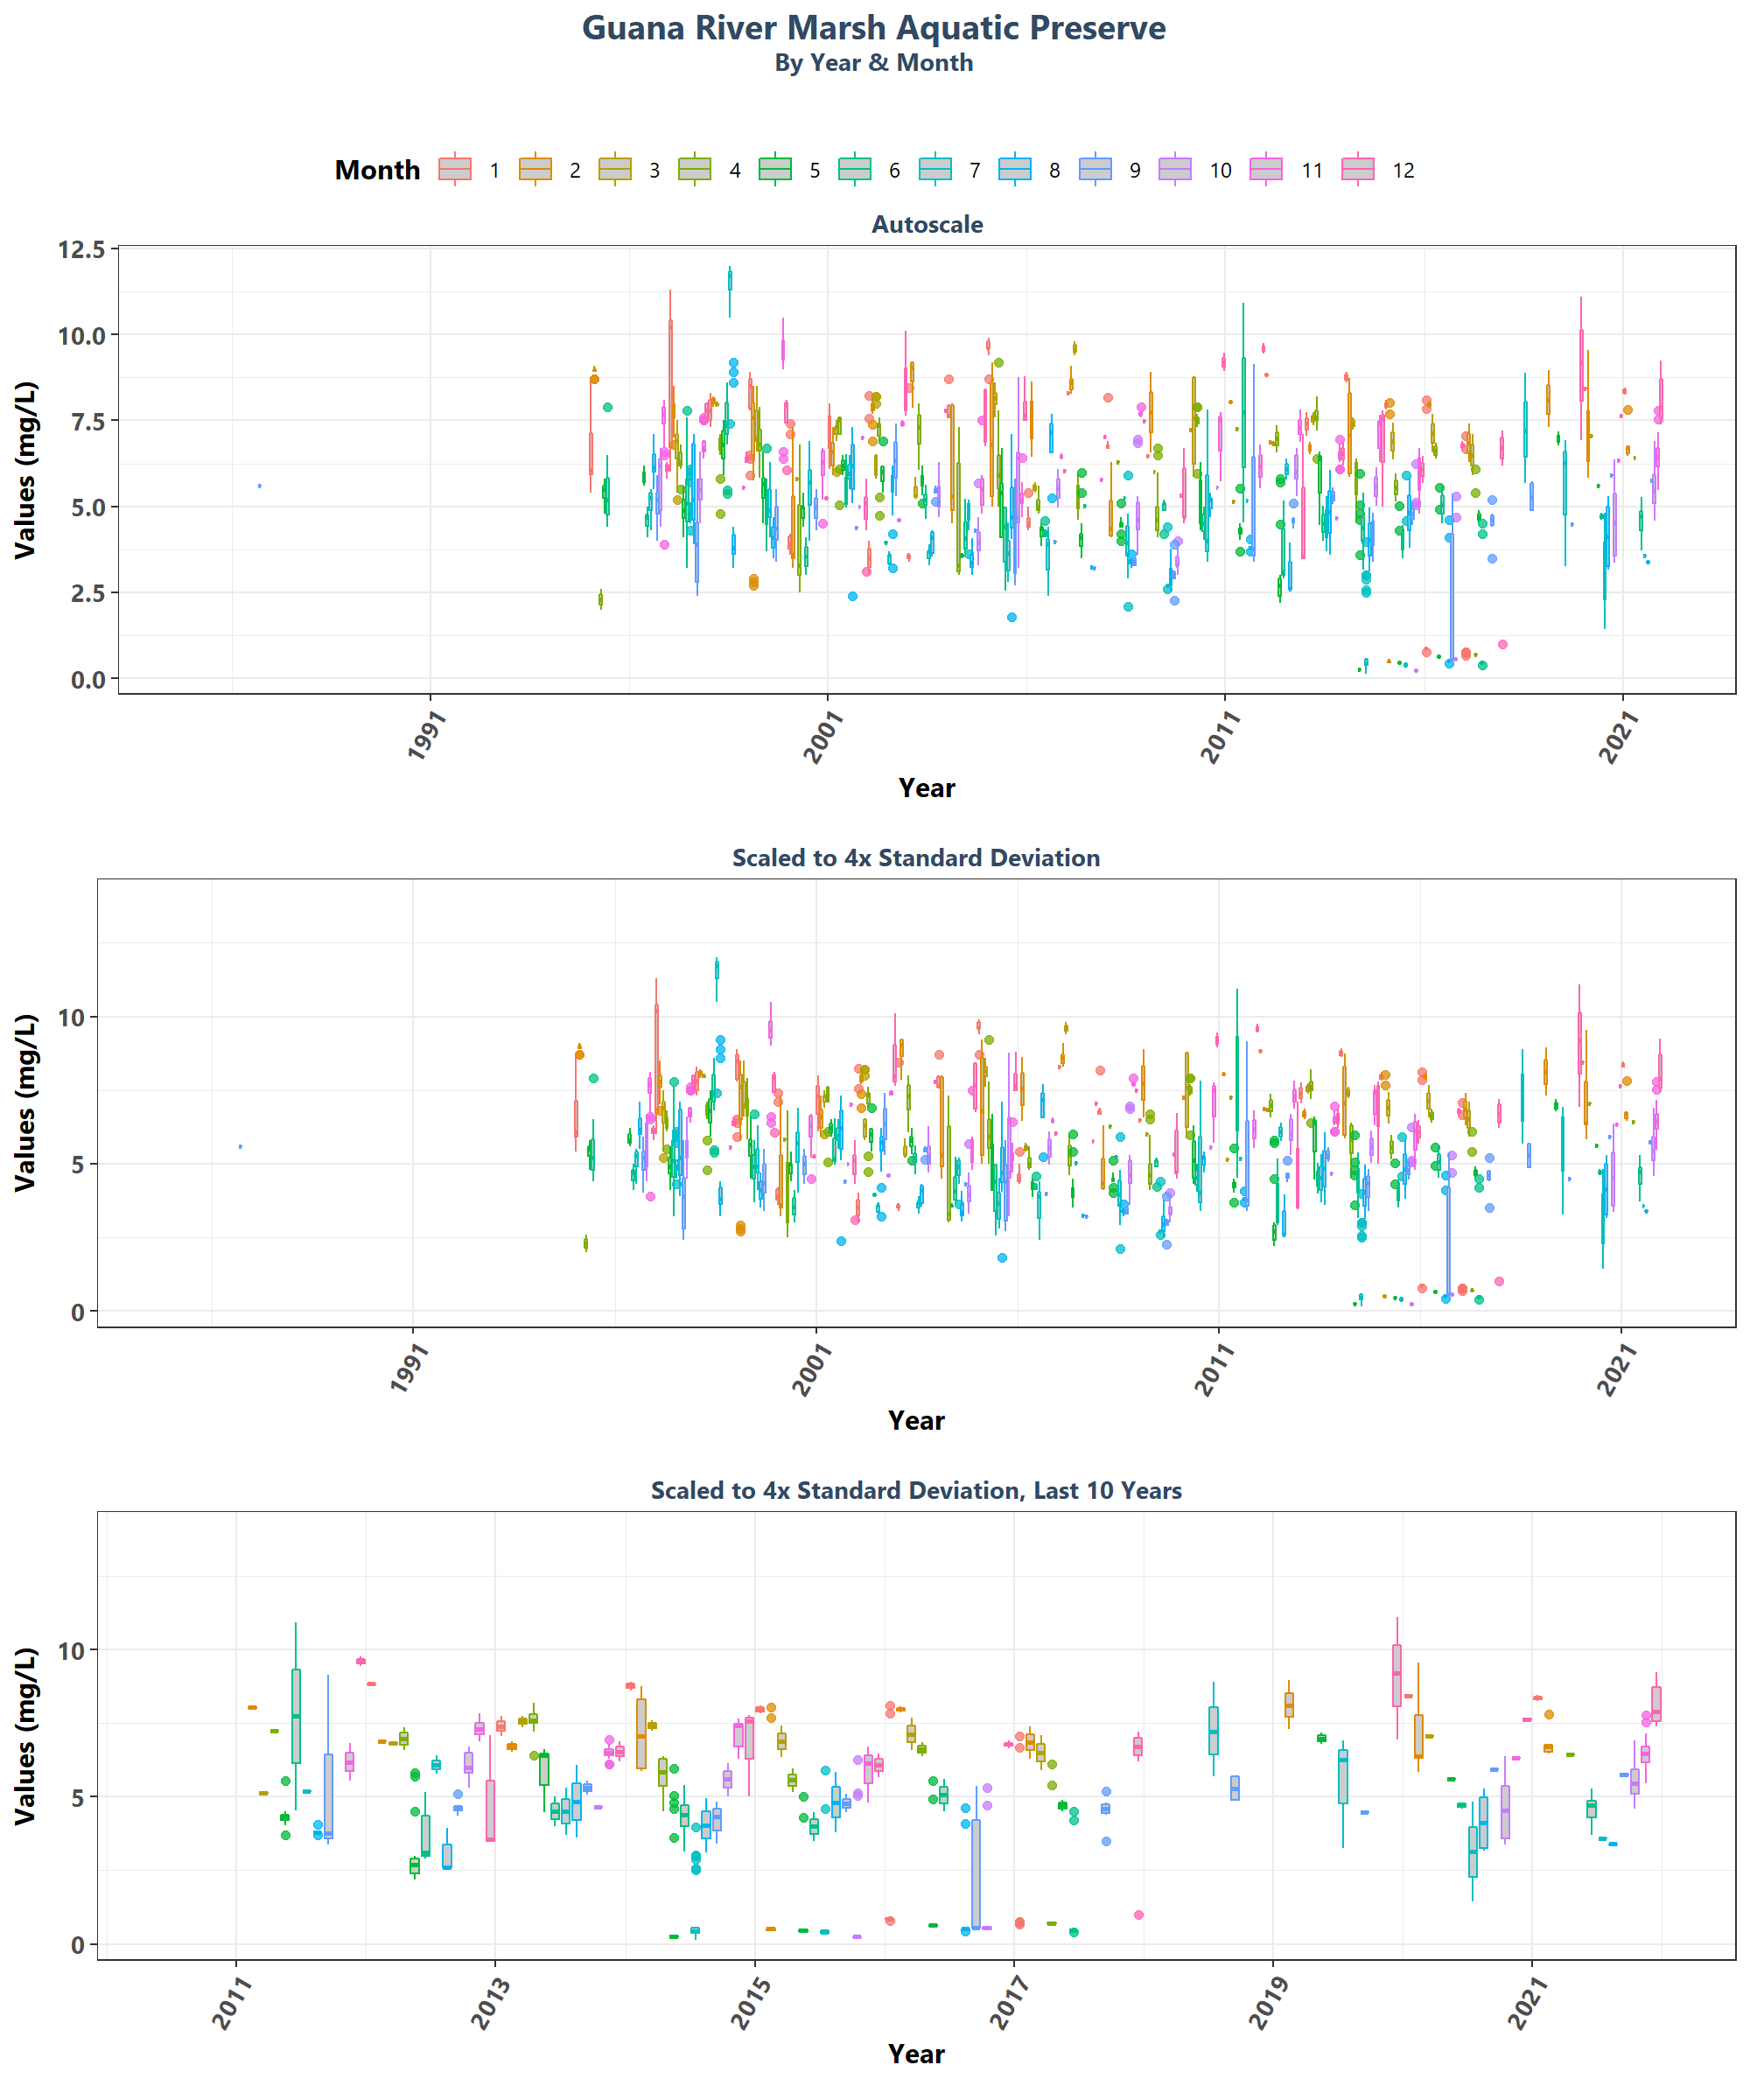 Guana River Marsh Aquatic Preserve
By Year & Month
Month 1 2 3 4 5 6 7 8 9 10 11 12
Autoscale
Values (mg/L)
12.5
10.0
7.5
5.0
2.5
0.0
1991 2001 2011 2021
Year
Scaled to 4x Standard Deviation
Values (mg/L)
10
5
0
1991 2001 2011 2021
Year
Scaled to 4x Standard Deviation, Last 10 Years
Values (mg/L)
10
5
0
2011 2013 2015 2017 2019 2021
Year